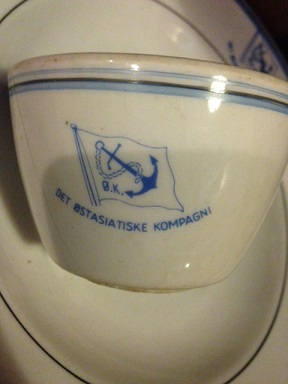 Ø.K.
DET ØSTASIATISKE KOMPAGNI